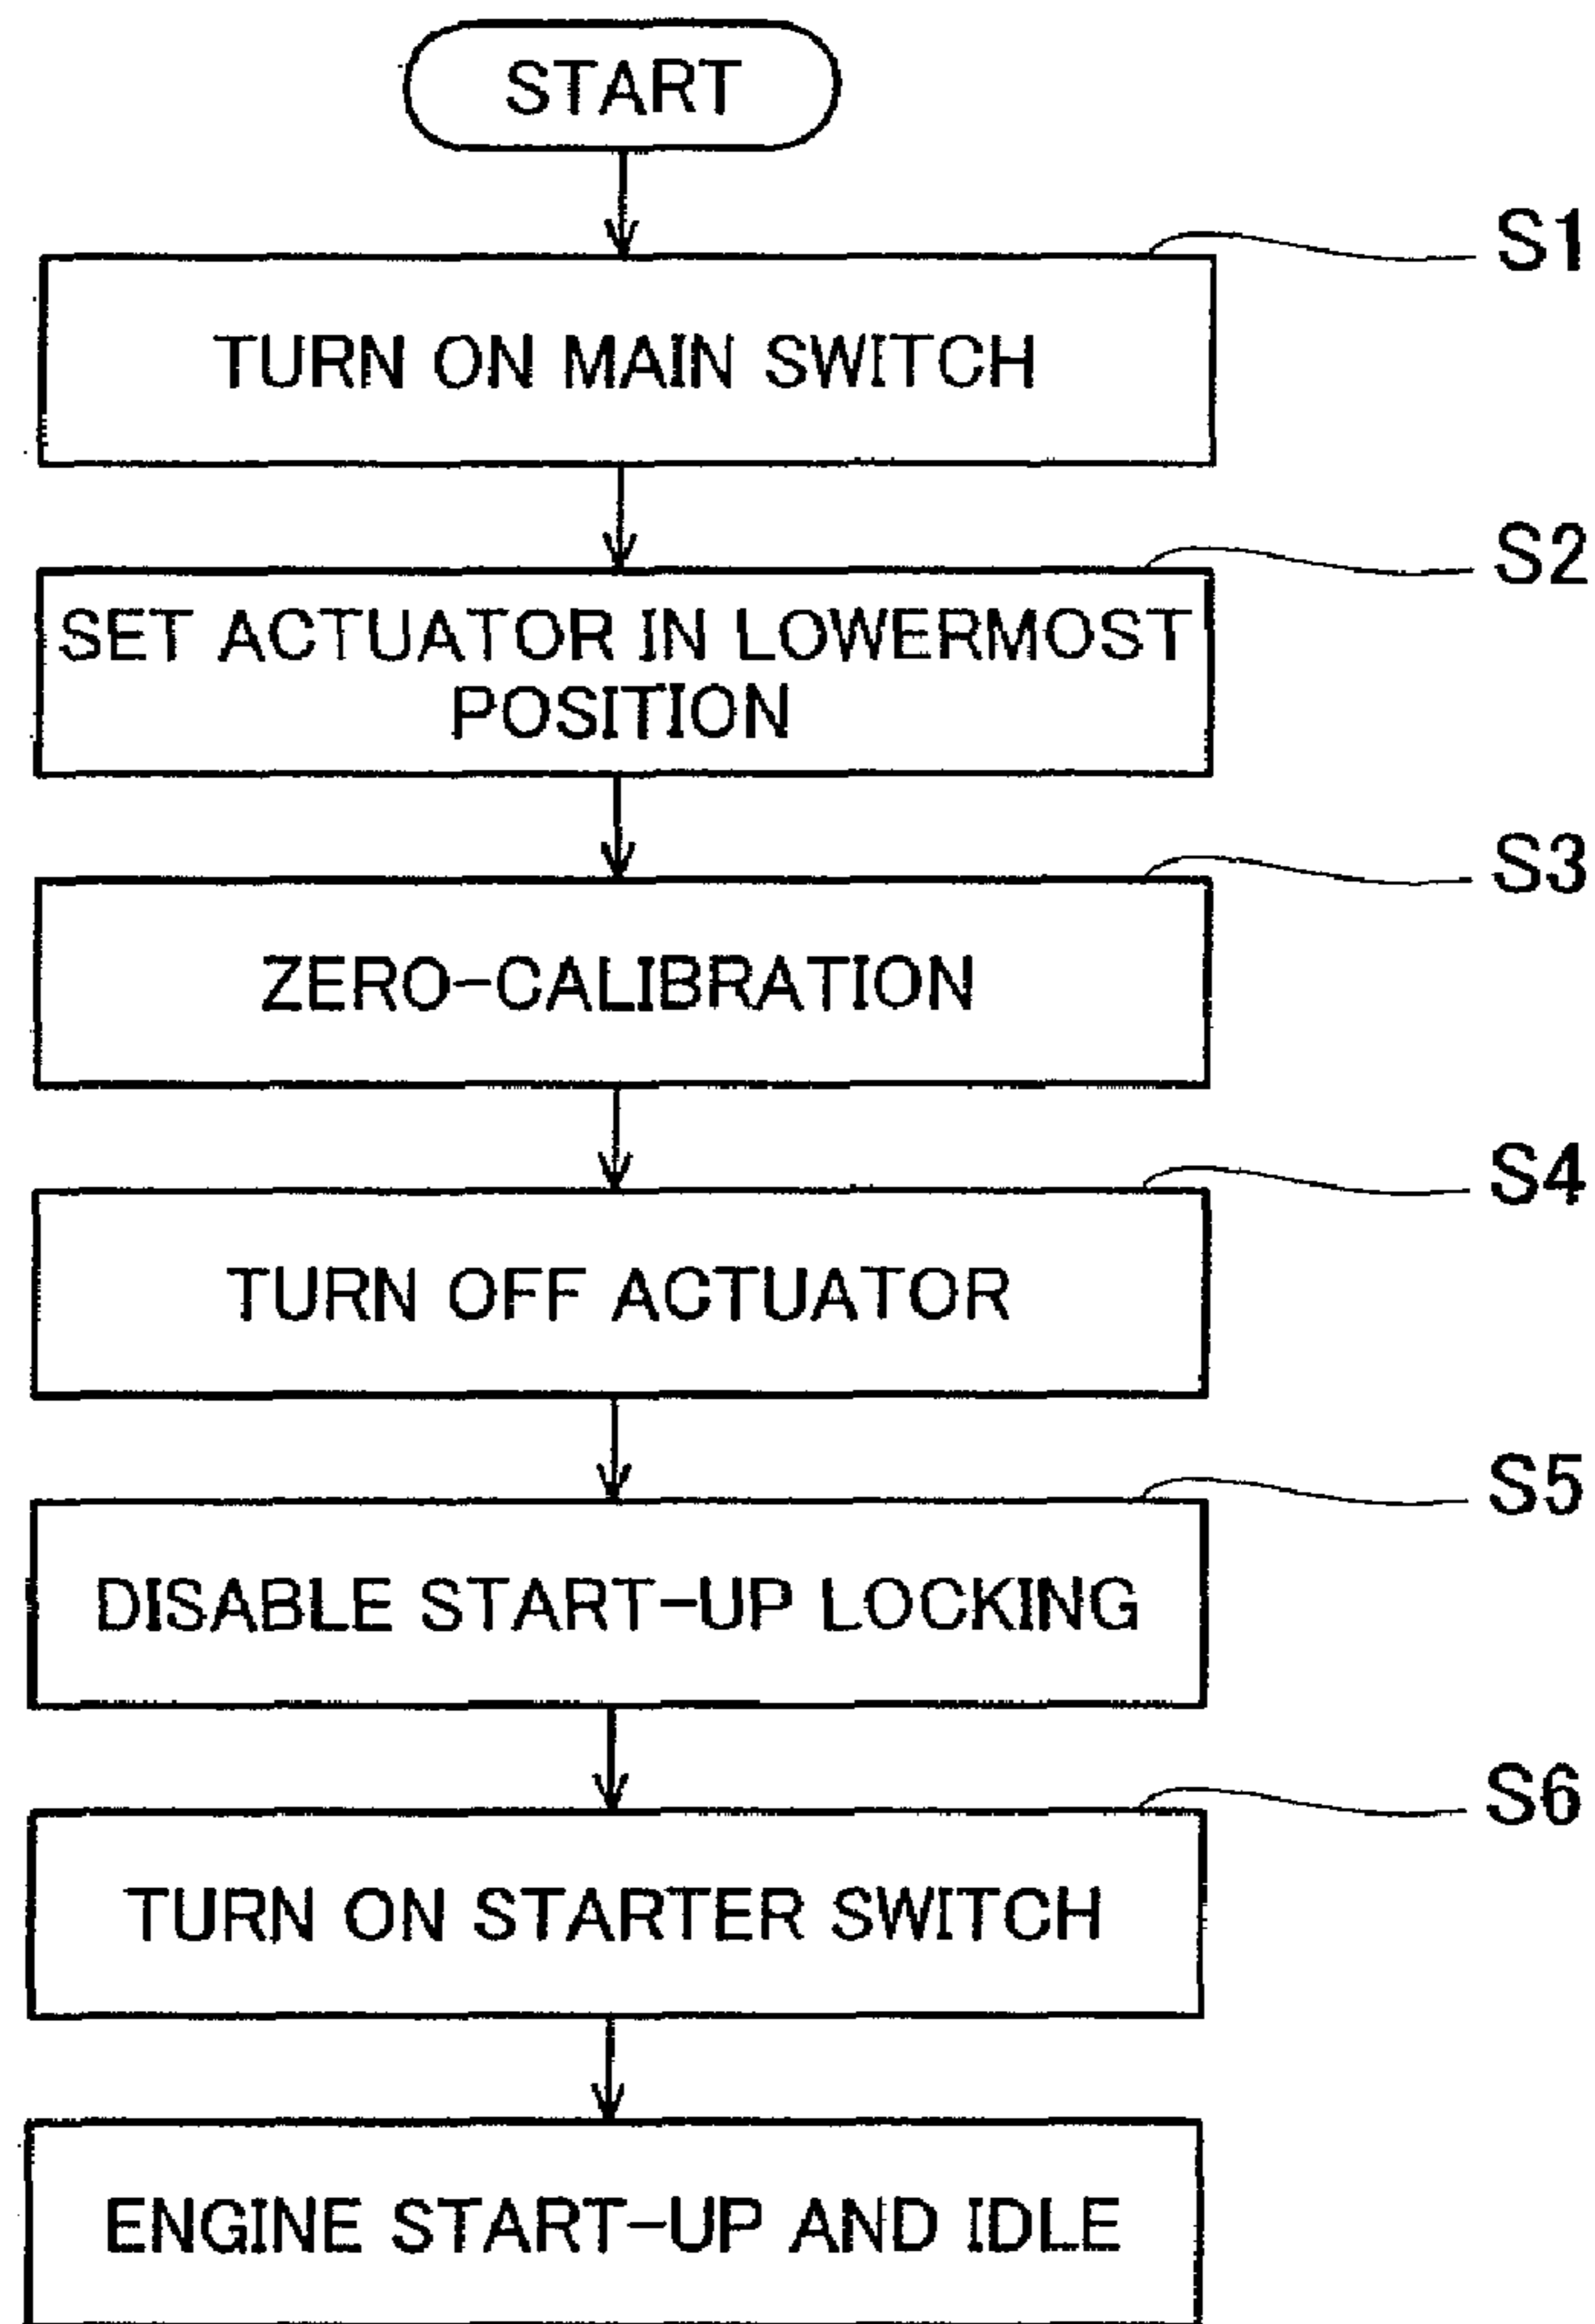 START
S1
TURN ON MAIN SWITCH
S2
SET ACTUATOR IN LOWERMOST
POSITION
S3
ZERO-CALIBRATION
S4
TURN OFF ACTUATOR
S5
DISABLE START-UP LOCKING
S6
TURN ON STARTER SWITCH
ENGINE START-UP AND IDLE